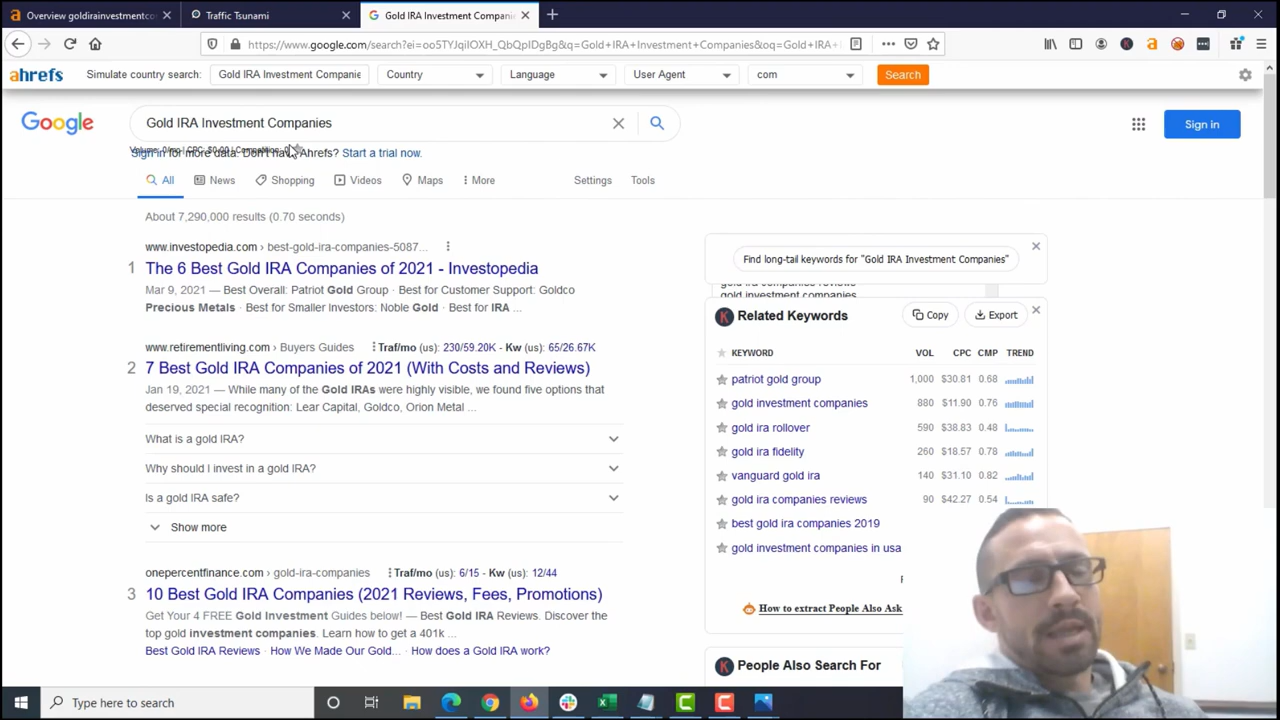 Overview goldirainvestmentco
Traffic Tsunami
Gold IRA Investment Companie
https://www.google.com/search?ei=oo5TYJqiIOXH_QbQpIDgBg&q=Gold+IRA+Investment+Companies&oq=Gold+IRA+
ahrefs
Simulate country search:
Gold IRA Investment Companie
Country
Language
User Agent
com
Search
Google
Gold IRA Investment Companies
Sign in
Sign in for more data. Don't have Ahrefs? Start a trial now.
All
News
Shopping
Videos
Maps
More
Settings
Tools
About 7,290,000 results (0.70 seconds)
www.investopedia.com › best-gold-ira-companies-5087...
1 The 6 Best Gold IRA Companies of 2021 - Investopedia
Mar 9, 2021 — Best Overall: Patriot Gold Group · Best for Customer Support: Goldco
Precious Metals · Best for Smaller Investors: Noble Gold · Best for IRA ...
www.retirementliving.com › Buyers Guides
Traf/mo (us): 230/59.20K - Kw (us): 65/26.67K
2 7 Best Gold IRA Companies of 2021 (With Costs and Reviews)
Jan 19, 2021 — While many of the Gold IRAs were highly visible, we found five options that
deserved special recognition: Lear Capital, Goldco, Orion Metal ...
What is a gold IRA?
Why should I invest in a gold IRA?
Is a gold IRA safe?
Show more
onepercentfinance.com › gold-ira-companies
Traf/mo (us): 6/15 - Kw (us): 12/44
3 10 Best Gold IRA Companies (2021 Reviews, Fees, Promotions)
Get Your 4 FREE Gold Investment Guides below! — Best Gold IRA Reviews. Discover the
top gold investment companies. Learn how to get a 401k ...
Best Gold IRA Reviews · How We Made Our Gold... · How does a Gold IRA work?
Find long-tail keywords for "Gold IRA Investment Companies"
gold investment companies
Related Keywords
Copy
Export
KEYWORD VOL CPC CMP TREND
patriot gold group 1,000 $30.81 0.68
gold investment companies 880 $11.90 0.76
gold ira rollover 590 $38.83 0.48
gold ira fidelity 260 $18.57 0.78
vanguard gold ira 140 $31.10 0.82
gold ira companies reviews 90 $42.27 0.54
best gold ira companies 2019
gold investment companies in usa
How to extract People Also Ask
People Also Search For
Type here to search